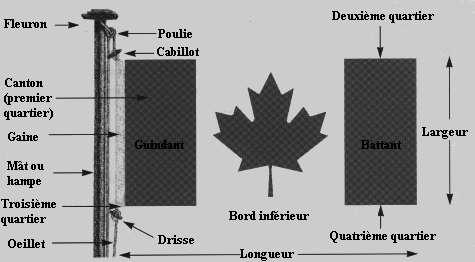 Fleuron
Poulie
Cabillot
Deuxième quartier
Canton
(premier
quartier)
Gaine
Guindant
Battant
Largeur
Mât ou
hampe
Troisième
quartier
Bord inférieur
Oeillet
Drisse
Longueur
Quatrième quartier